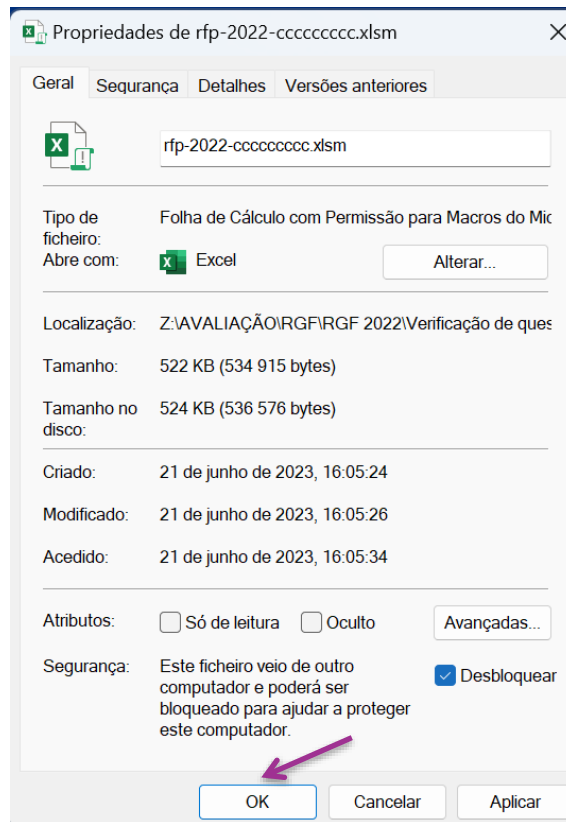 Propriedades de rfp-2022-ccccccccc.xlsm
Geral Segurança Detalhes Versões anteriores
rfp-2022-ccccccccc.xlsm
Tipo de ficheiro: Folha de Cálculo com Permissão para Macros do Mic
Abre com: Excel Alterar...
Localização: Z:\AVALIAÇÃO\RGF\RGF 2022\Verificação de ques
Tamanho: 522 KB (534 915 bytes)
Tamanho no disco: 524 KB (536 576 bytes)
Criado: 21 de junho de 2023, 16:05:24
Modificado: 21 de junho de 2023, 16:05:26
Acedido: 21 de junho de 2023, 16:05:34
Atributos: Só de leitura Oculto Avançadas...
Segurança: Este ficheiro veio de outro
computador e poderá ser
bloqueado para ajudar a proteger
este computador.
Desbloquear
OK Cancelar Aplicar